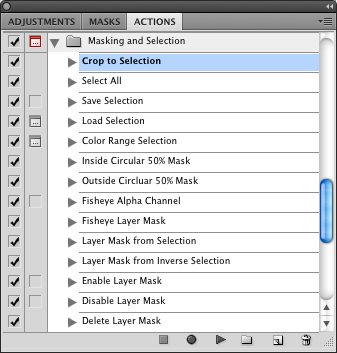 ADJUSTMENTS MASKS ACTIONS
Masking and Selection
Crop to Selection
Select All
Save Selection
Load Selection
Color Range Selection
Inside Circular 50% Mask
Outside Circluar 50% Mask
Fisheye Alpha Channel
Fisheye Layer Mask
Layer Mask from Selection
Layer Mask from Inverse Selection
Enable Layer Mask
Disable Layer Mask
Delete Layer Mask